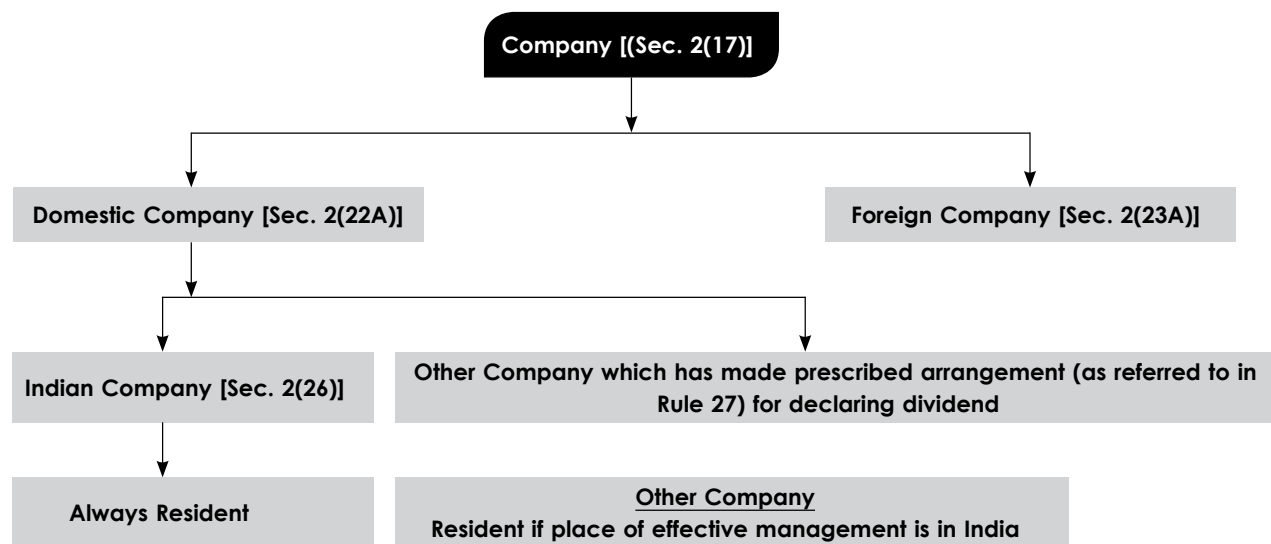 Company [(Sec. 2(17)]
Domestic Company [Sec. 2(22A)]
Foreign Company [Sec. 2(23A)]
Indian Company [Sec. 2(26)]
Other Company which has made prescribed arrangement (as referred to in
Rule 27) for declaring dividend
Always Resident
Other Company
Resident if place of effective management is in India